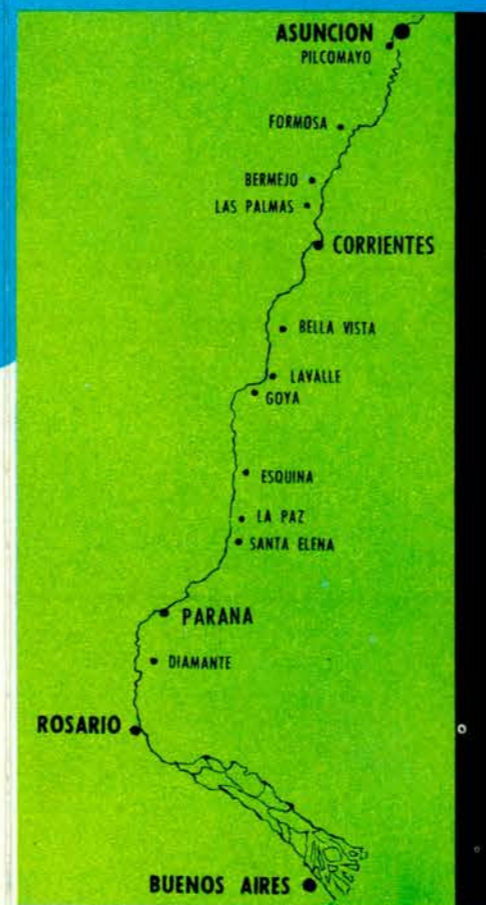 ASUNCION
PILCOMAYO
FORMOSA
BERMEJO
LAS PALMAS
CORRIENTES
BELLA VISTA
LAVALLE
GOYA
ESQUINA
LA PAZ
SANTA ELENA
PARANA
DIAMANTE
ROSARIO
BUENOS AIRES